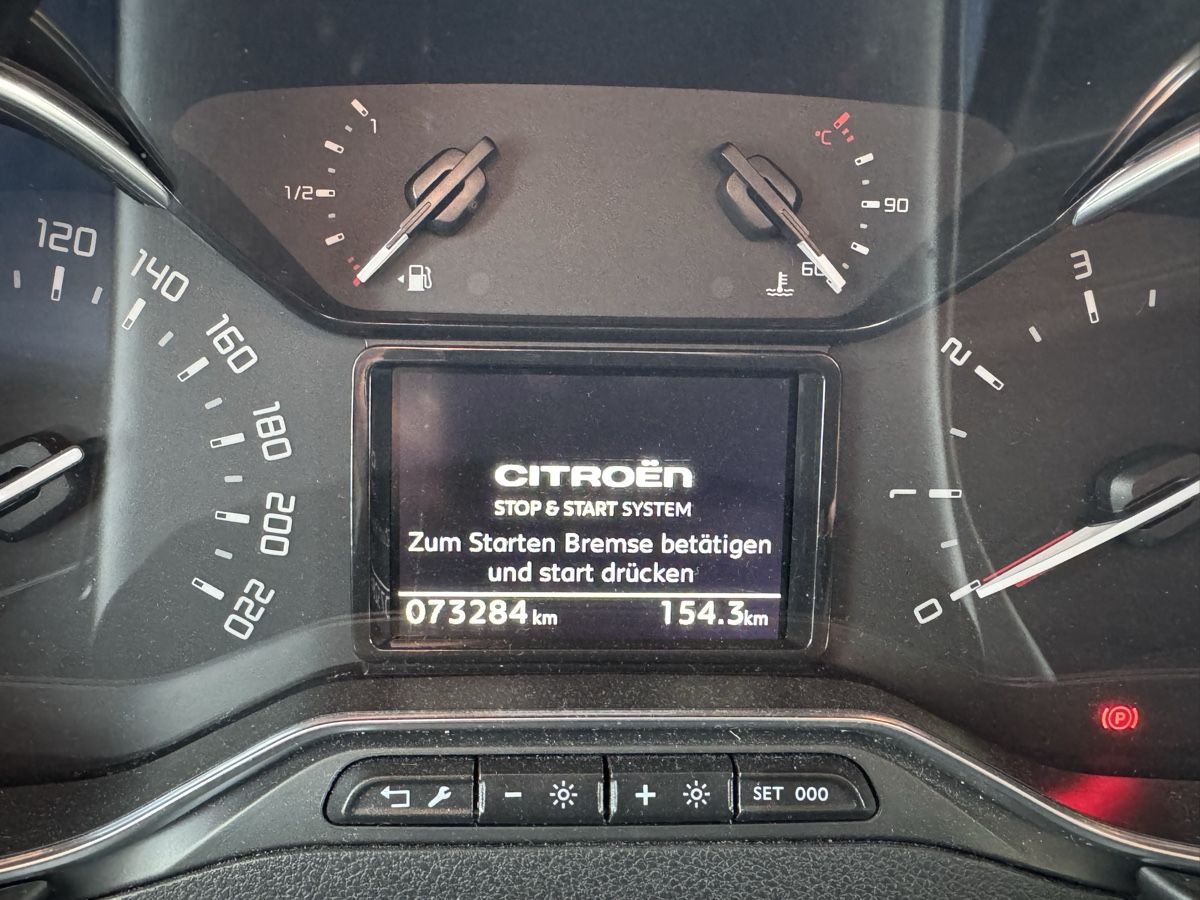 1
1/2
°C
90
60
120
140
160
180
200
220
3
2
1
0
CITROËN
STOP & START SYSTEM
Zum Starten Bremse betätigen
und start drücken
073284 km 154.3 km
P
SET 000